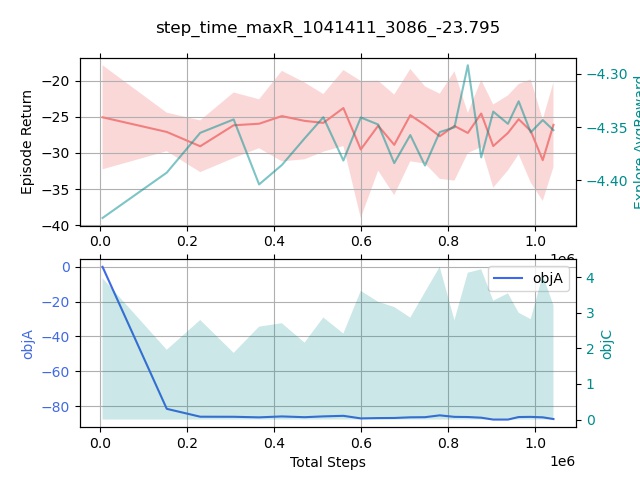 step_time_maxR_1041411_3086_-23.795
Episode Return
−20
−25
−30
−35
−40
−4.30
−4.35
−4.40
Explore AvgReward
0.0 0.2 0.4 0.6 0.8 1.0
1e6
objA
0
−20
−40
−60
−80
objA
4
3
2
1
0
objC
0.0 0.2 0.4 0.6 0.8 1.0
Total Steps
1e6